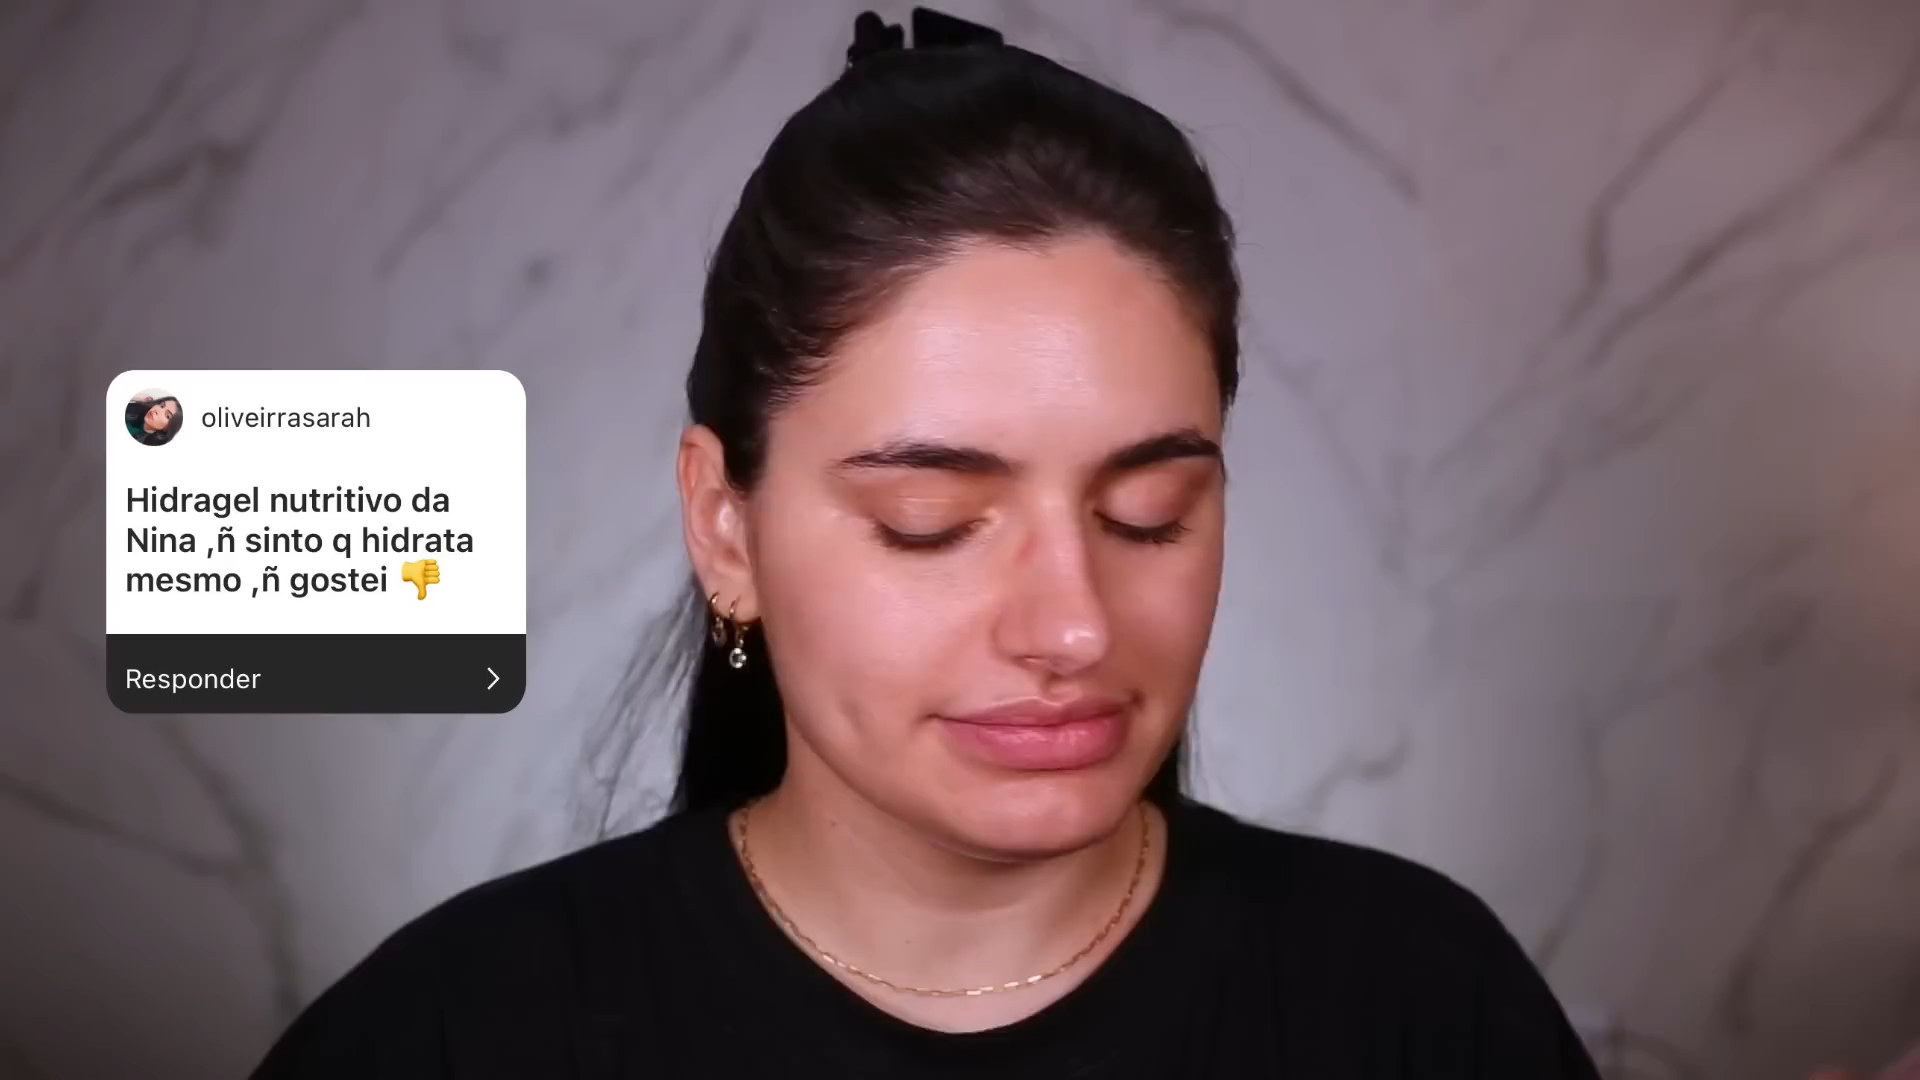 oliveirrasarah
Hidragel nutritivo da
Nina ,ñ sinto q hidrata
mesmo ,ñ gostei 👎
Responder